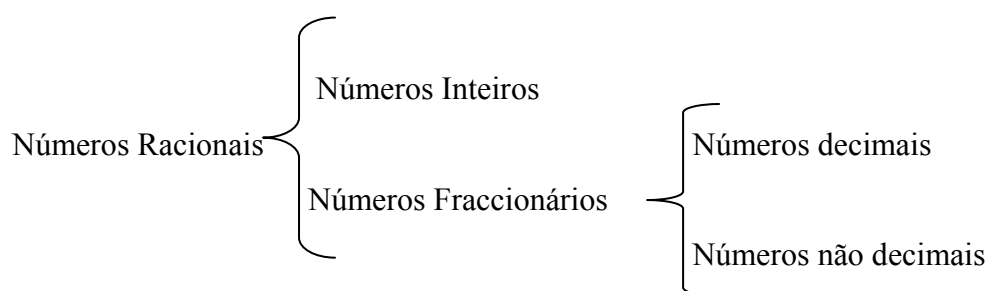 Números Inteiros
Números Racionais
Números decimais
Números Fraccionários
Números não decimais